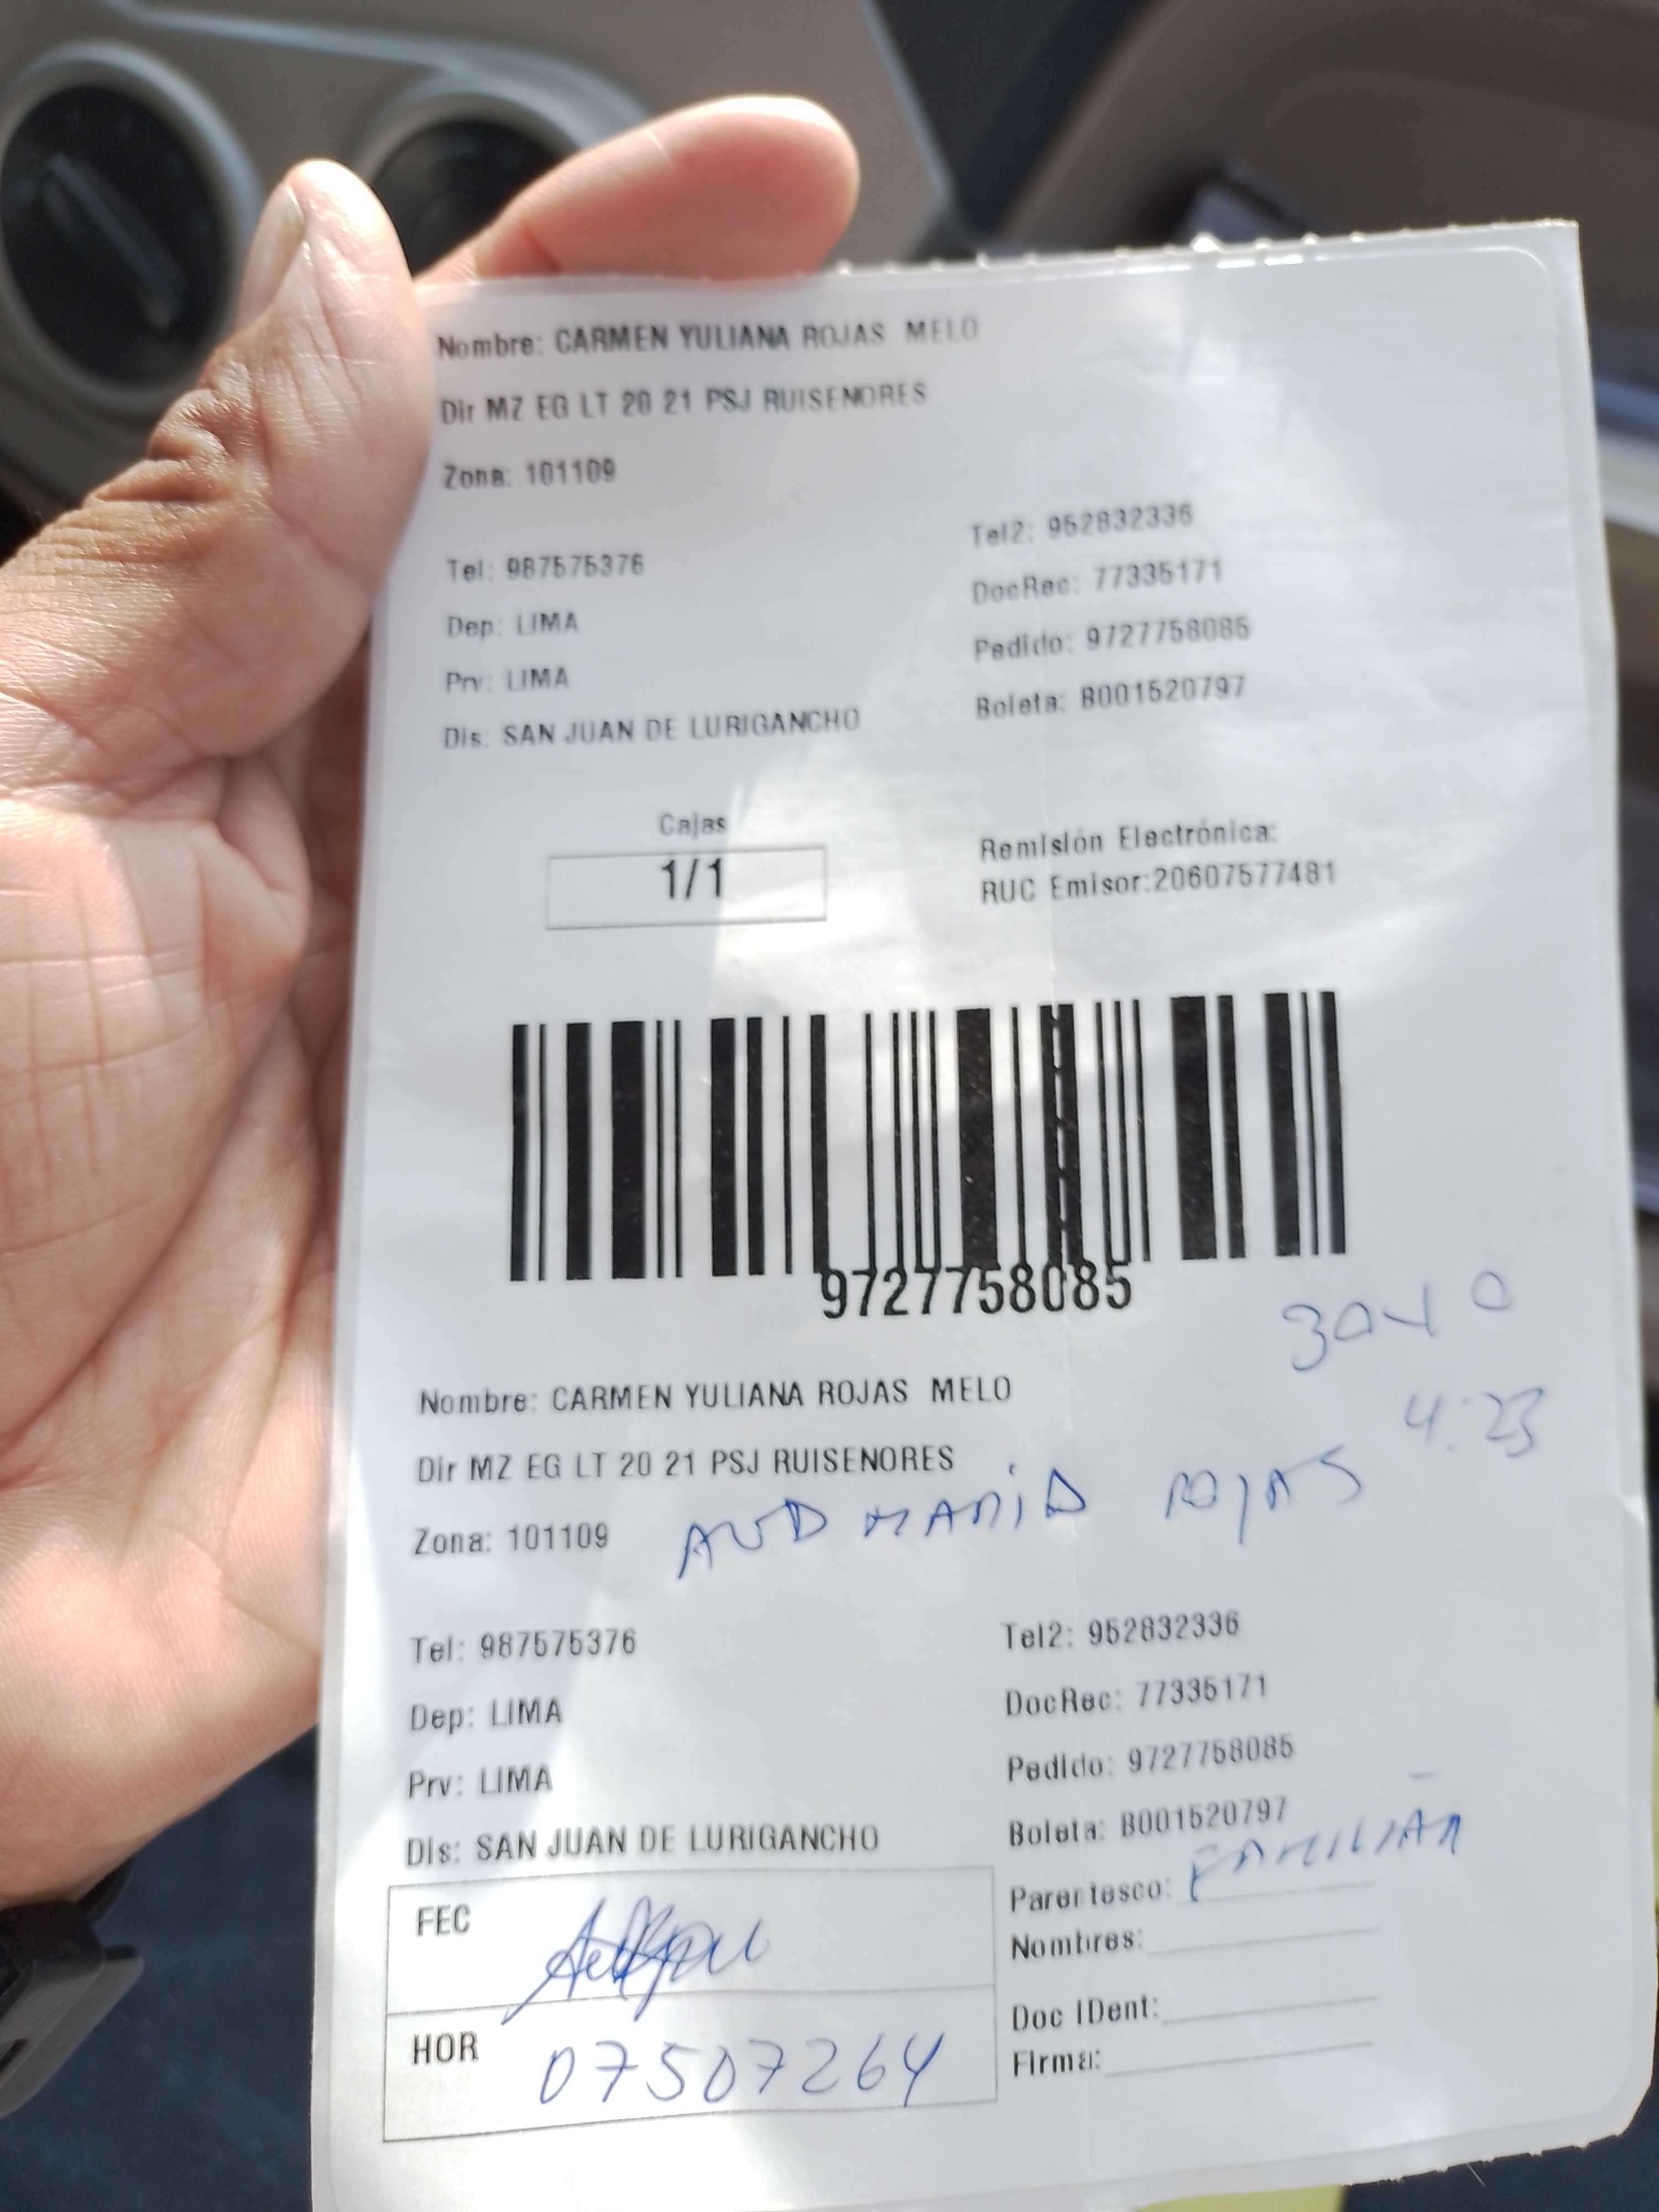 Nombre: CARMEN YULIANA ROJAS MELO
Dir MZ EG LT 20 21 PSJ RUISENORES
Zona: 101109
Tel: 987575376
Tel2: 952832336
Dep: LIMA
DocRec: 77335171
Prv: LIMA
Pedido: 9727758085
Dis: SAN JUAN DE LURIGANCHO
Boleta: B001520797
Cajas
1/1
Remisión Electrónica:
RUC Emisor:20607577481
9727758085
4:23
Nombre: CARMEN YULIANA ROJAS MELO
Dir MZ EG LT 20 21 PSJ RUISENORES
Zona: 101109
MARIA ROJAS
Tel: 987575376
Tel2: 952832336
Dep: LIMA
DocRec: 77335171
Prv: LIMA
Pedido: 9727758085
Dis: SAN JUAN DE LURIGANCHO
Boleta: B001520797
FEC
Parentesco: FAMILIAR
Nombres:
HOR 07507264
Doc IDent:
Firma: